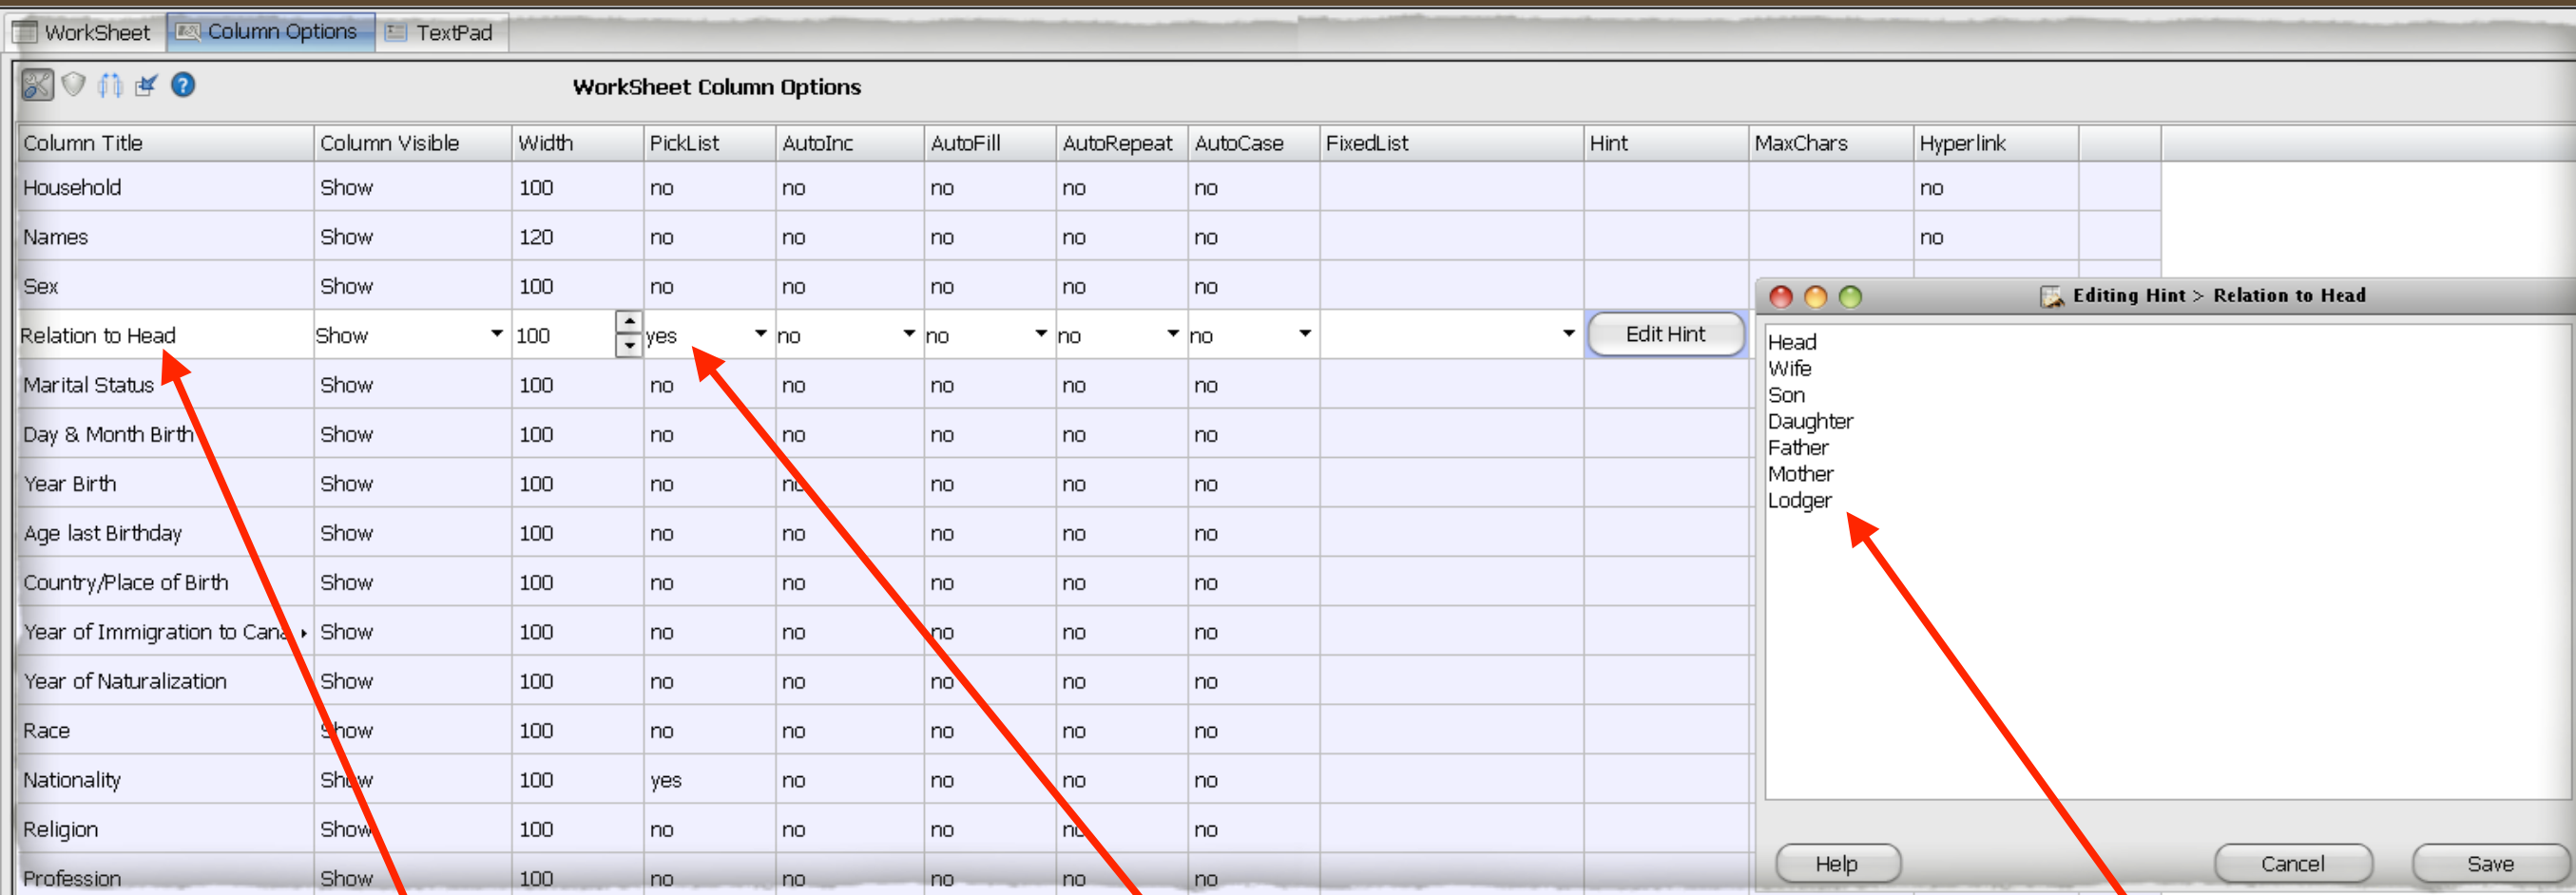 WorkSheet Column Options TextPad
WorkSheet Column Options
Column Title Column Visible Width PickList AutoInc AutoFill AutoRepeat AutoCase FixedList Hint MaxChars Hyperlink
Household Show 100 no no no no no no
Names Show 120 no no no no no no
Sex Show 100 no no no no no
Relation to Head Show 100 yes no no no no Edit Hint
Marital Status Show 100 no no no no no
Day & Month Birth Show 100 no no no no no
Year Birth Show 100 no no no no no
Age last Birthday Show 100 no no no no no
Country/Place of Birth Show 100 no no no no no
Year of Immigration to Cana Show 100 no no no no no
Year of Naturalization Show 100 no no no no no
Race Show 100 no no no no no
Nationality Show 100 yes no no no no
Religion Show 100 no no no no no
Profession Show 100 no no no no no
Editing Hint > Relation to Head
Head
Wife
Son
Daughter
Father
Mother
Lodger
Help Cancel Save